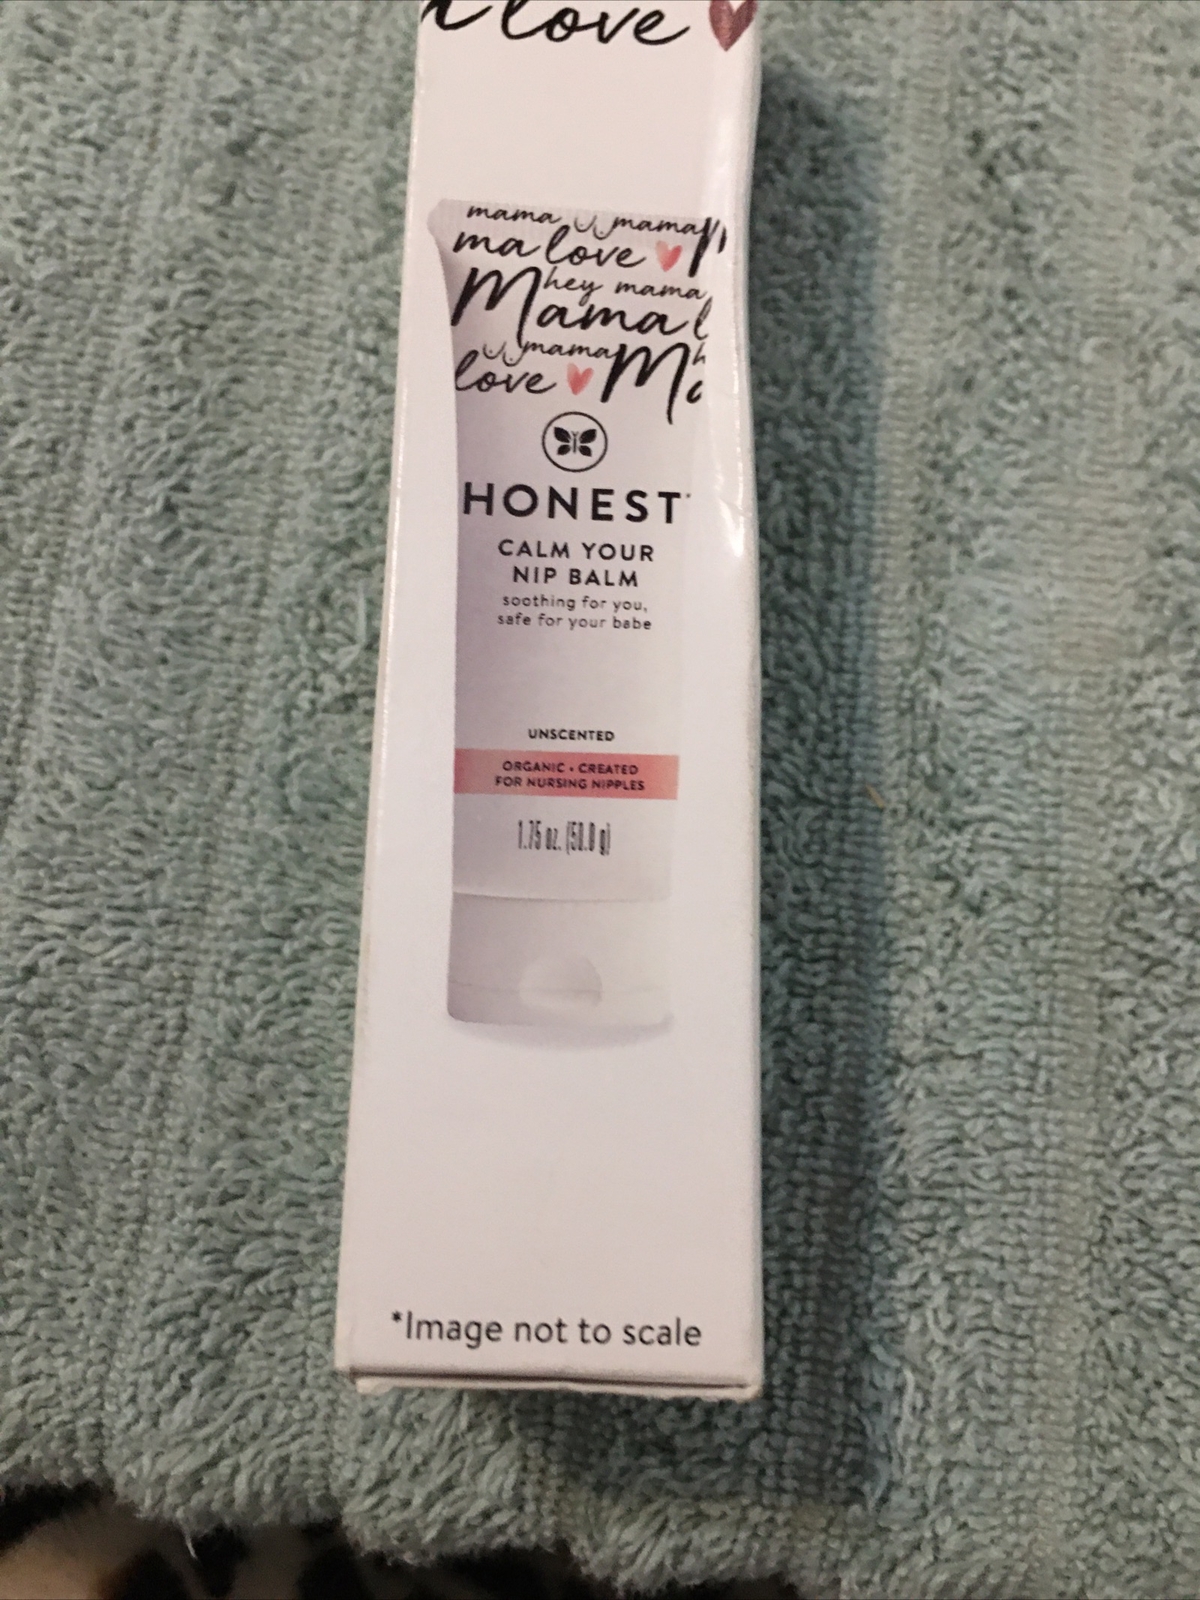 love
mama mama
ma love
hey mama
Mama
mama
love
HONEST
CALM YOUR
NIP BALM
soothing for you,
safe for your babe
UNSCENTED
ORGANIC • CREATED
FOR NURSING NIPPLES
1.75 oz. (50.0 g)
*Image not to scale